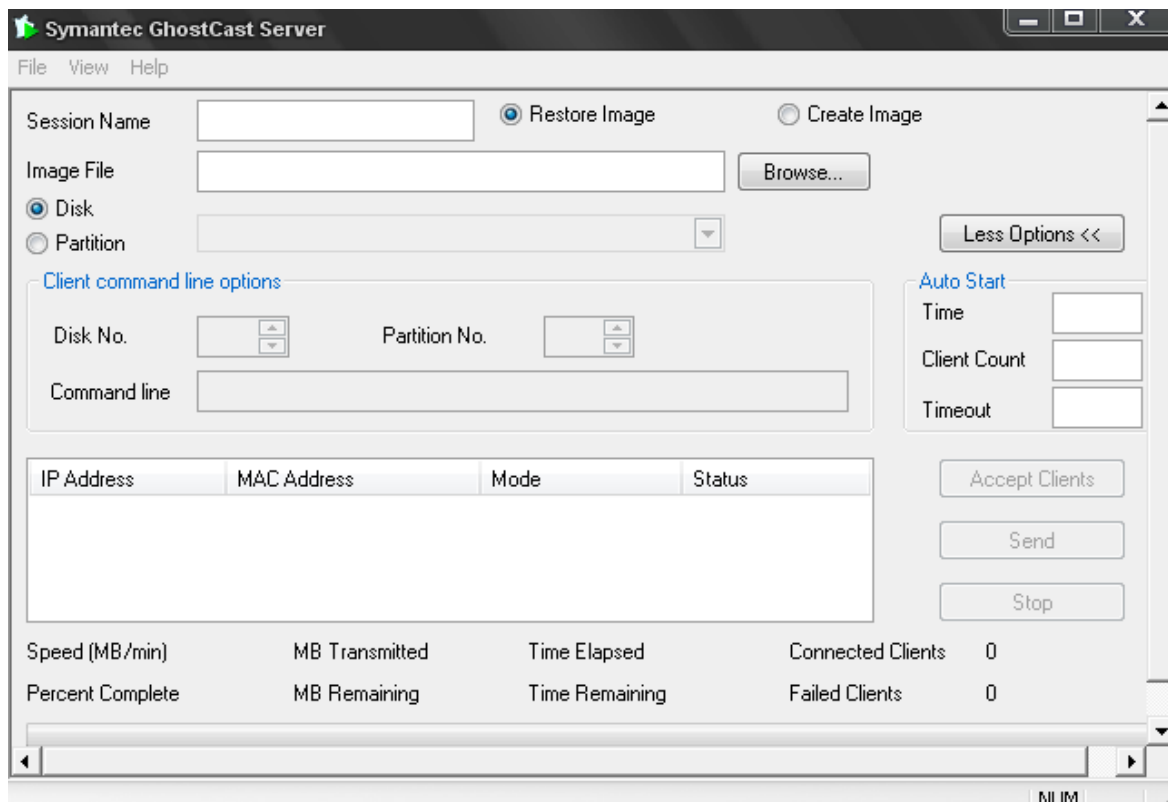 Symantec GhostCast Server
File View Help
Session Name Restore Image Create Image
Image File Browse...
Disk
Partition Less Options <<
Client command line options Auto Start
Time
Disk No. Partition No.
Client Count
Command line
Timeout
IP Address MAC Address Mode Status Accept Clients
Send
Stop
Speed (MB/min) MB Transmitted Time Elapsed Connected Clients 0
Percent Complete MB Remaining Time Remaining Failed Clients 0
NUM